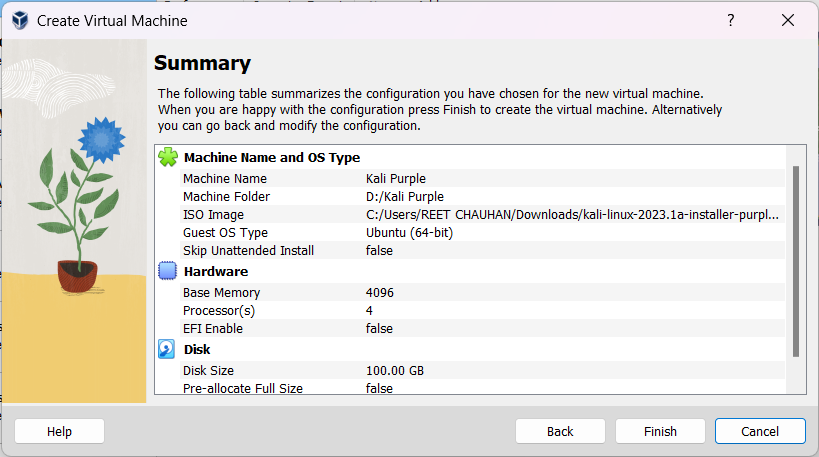 Create Virtual Machine
?
Summary
The following table summarizes the configuration you have chosen for the new virtual machine.
When you are happy with the configuration press Finish to create the virtual machine. Alternatively
you can go back and modify the configuration.
Machine Name and OS Type
Machine Name Kali Purple
Machine Folder D:/Kali Purple
ISO Image C:/Users/REET CHAUHAN/Downloads/kali-linux-2023.1a-installer-purpl...
Guest OS Type Ubuntu (64-bit)
Skip Unattended Install false
Hardware
Base Memory 4096
Processor(s) 4
EFI Enable false
Disk
Disk Size 100.00 GB
Pre-allocate Full Size false
Help Back Finish Cancel